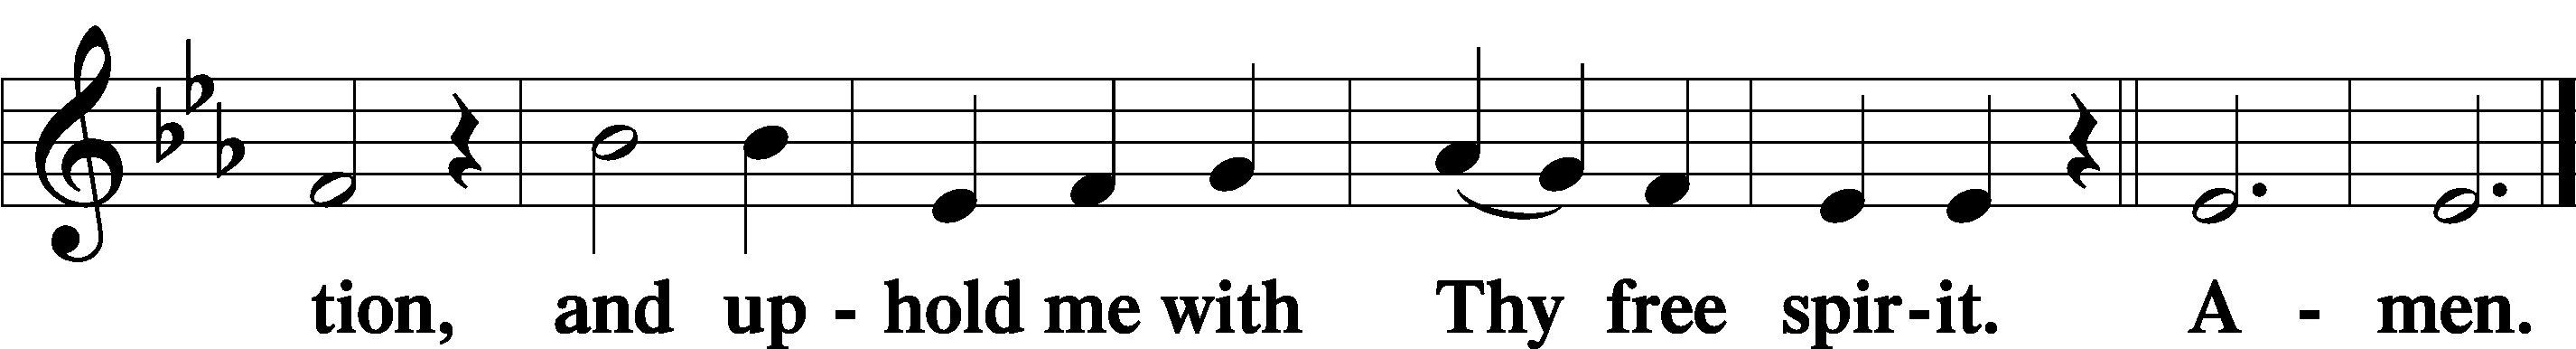 tion, and up - hold me with Thy free spir-it. A - men.